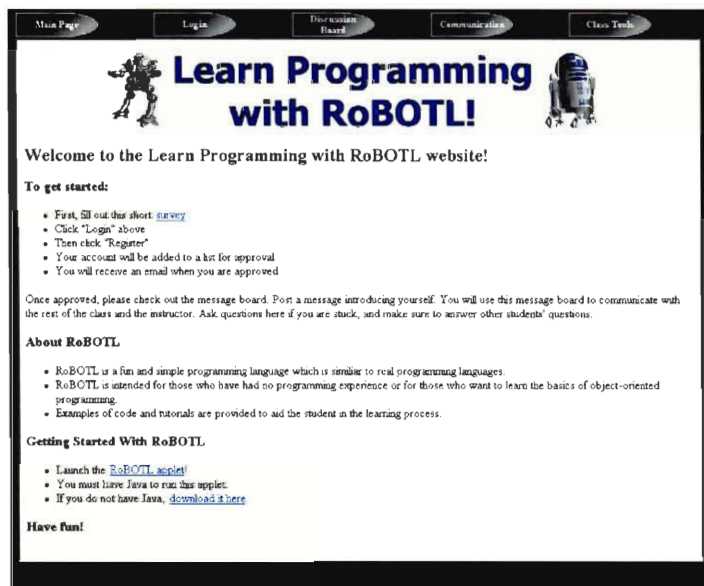 Main Page
Login
Discussion
Board
Communication
Class Tools
Learn Programming
with RoBOTL!
Welcome to the Learn Programming with RoBOTL website!
To get started:
• First, fill out this short survey
• Click "Login" above
• Then click "Register"
• Your account will be added to a list for approval
• You will receive an email when you are approved
Once approved, please check out the message board. Post a message introducing yourself. You will use this message board to communicate with
the rest of the class and the instructor. Ask questions here if you are stuck, and make sure to answer other students' questions.
About RoBOTL
• RoBOTL is a fun and simple programming language which is similiar to real programming languages.
• RoBOTL is intended for those who have had no programming experience or for those who want to learn the basics of object-oriented
programming.
• Examples of code and tutorials are provided to aid the student in the learning process.
Getting Started With RoBOTL
• Launch the RoBOTL applet!
• You must have Java to run this applet.
• If you do not have Java, download it here
Have fun!